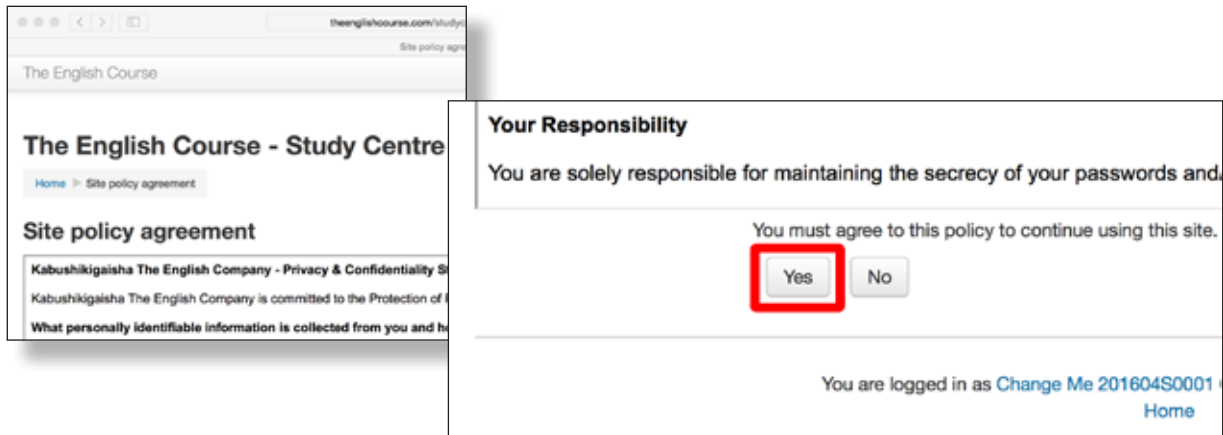 theenglishcourse.com/studyc
Site policy agre
The English Course
The English Course - Study Centre
Home Site policy agreement
Site policy agreement
Kabushikigaisha The English Company - Privacy & Confidentiality S
Kabushikigaisha The English Company is committed to the Protection of
What personally identifiable information is collected from you and h
Your Responsibility
You are solely responsible for maintaining the secrecy of your passwords and
You must agree to this policy to continue using this site.
Yes No
You are logged in as Change Me 201604S0001
Home